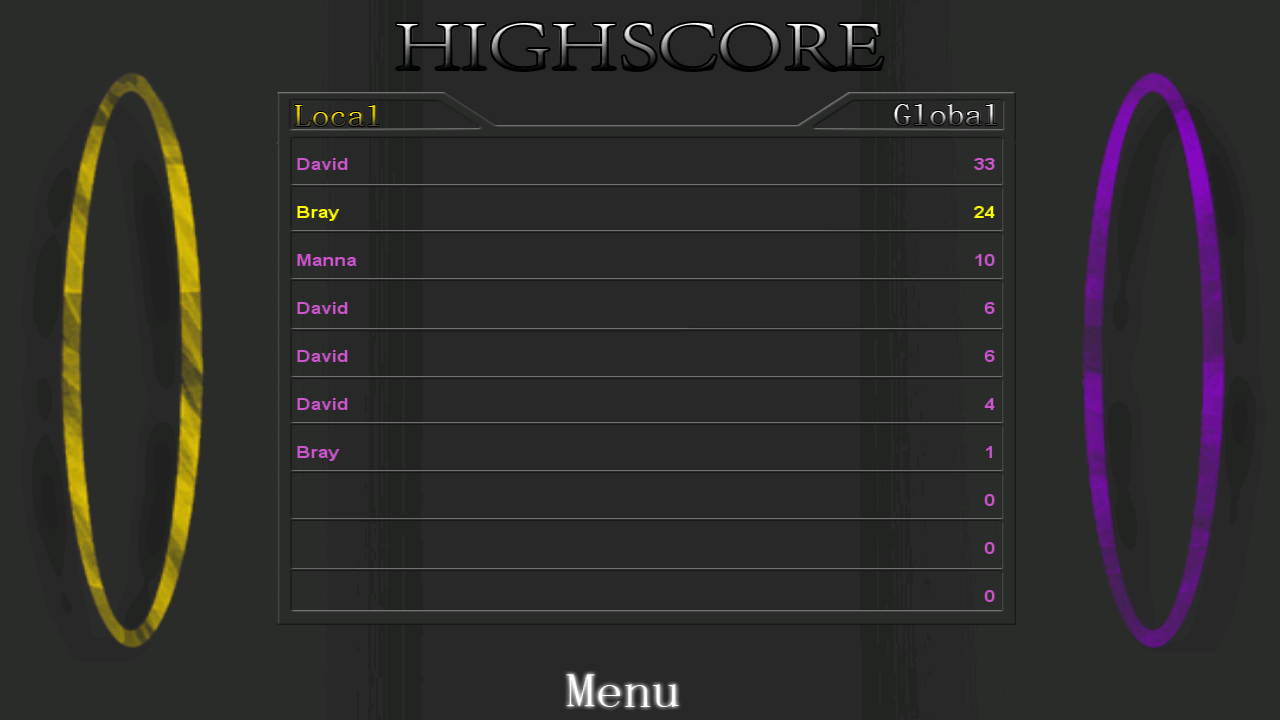 HIGHSCORE
Local Global
David 33
Bray 24
Manna 10
David 6
David 6
David 4
Bray 1
0
0
0
Menu